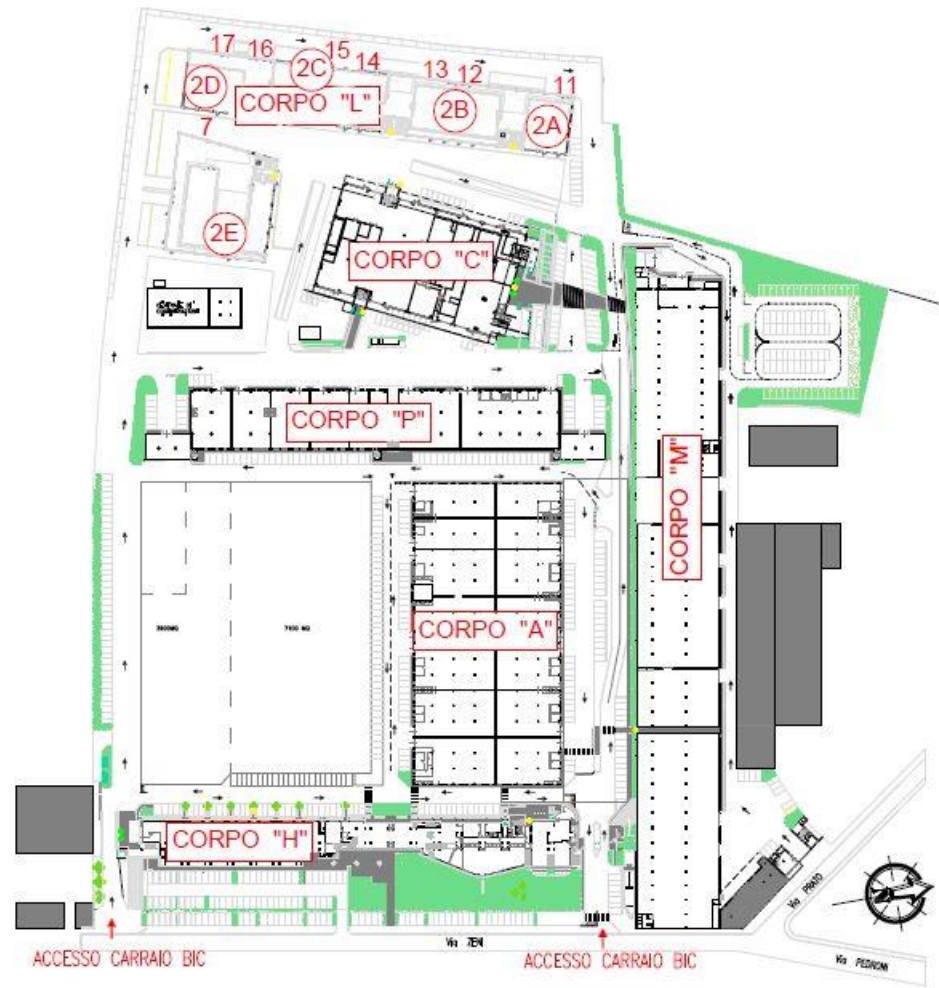 17 16 15 14 13 12 11
2D 2C 2B 2A
CORPO "L"
7
2E
CORPO "C"
CORPO "P"
CORPO "M"
7100 MQ
CORPO "A"
CORPO "H"
Via PRATO
Via ZENI
Via PEDRONI
ACCESSO CARRAIO BIC
ACCESSO CARRAIO BIC